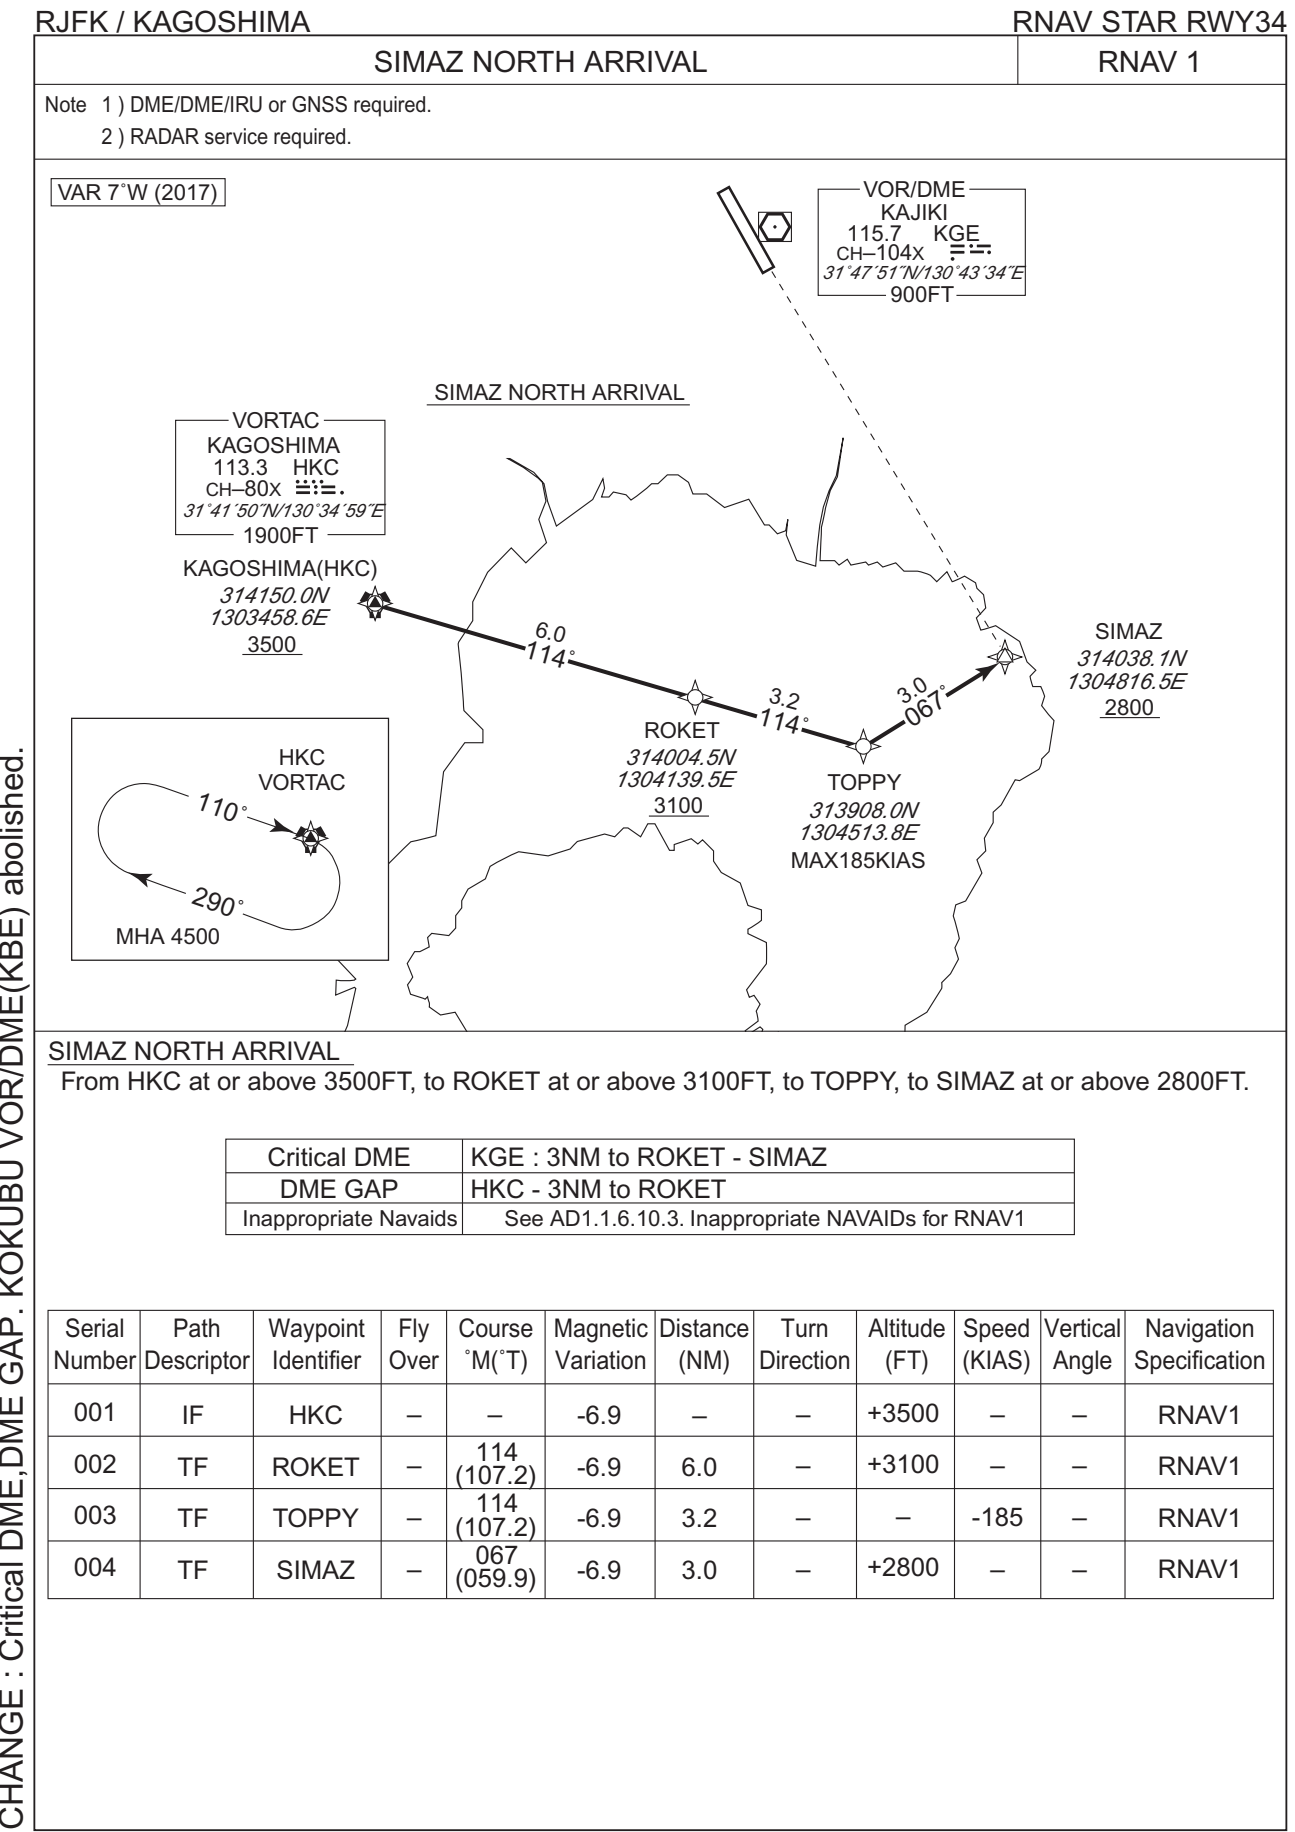 RJFK / KAGOSHIMA
RNAV STAR RWY34
SIMAZ NORTH ARRIVAL
RNAV 1
Note 1 ) DME/DME/IRU or GNSS required.
2 ) RADAR service required.
VAR 7˚W (2017)
VOR/DME
KAJIKI
115.7 KGE
CH–104X
31˚47´51˝N/130˚43´34˝E
900FT
SIMAZ NORTH ARRIVAL
VORTAC
KAGOSHIMA
113.3 HKC
CH–80X
31˚41´50˝N/130˚34´59˝E
1900FT
KAGOSHIMA(HKC)
314150.0N
1303458.6E
3500
6.0
114˚
SIMAZ
314038.1N
1304816.5E
2800
3.2
114˚
3.0
067˚
ROKET
314004.5N
1304139.5E
3100
TOPPY
313908.0N
1304513.8E
MAX185KIAS
HKC
VORTAC
110˚
290˚
MHA 4500
SIMAZ NORTH ARRIVAL
From HKC at or above 3500FT, to ROKET at or above 3100FT, to TOPPY, to SIMAZ at or above 2800FT.
Critical DME KGE : 3NM to ROKET - SIMAZ
DME GAP HKC - 3NM to ROKET
Inappropriate Navaids See AD1.1.6.10.3. Inappropriate NAVAIDs for RNAV1
Serial Number Path Descriptor Waypoint Identifier Fly Over Course ˚M(˚T) Magnetic Variation Distance (NM) Turn Direction Altitude (FT) Speed (KIAS) Vertical Angle Navigation Specification
001 IF HKC – – -6.9 – – +3500 – – RNAV1
002 TF ROKET – 114 (107.2) -6.9 6.0 – +3100 – – RNAV1
003 TF TOPPY – 114 (107.2) -6.9 3.2 – – -185 – RNAV1
004 TF SIMAZ – 067 (059.9) -6.9 3.0 – +2800 – – RNAV1
CHANGE : Critical DME,DME GAP. KOKUBU VOR/DME(KBE) abolished.